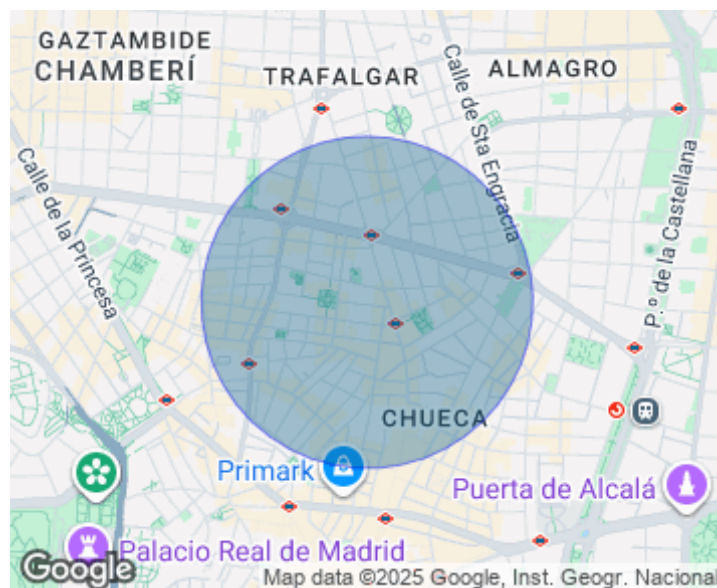 GAZTAMBIDE
CHAMBERÍ
TRAFALGAR
ALMAGRO
Calle de Sta Engracia
Calle de la Princesa
P.º de la Castellana
CHUECA
Primark
Puerta de Alcalá
Palacio Real de Madrid
Google
Map data ©2025 Google, Inst. Geogr. Nacional